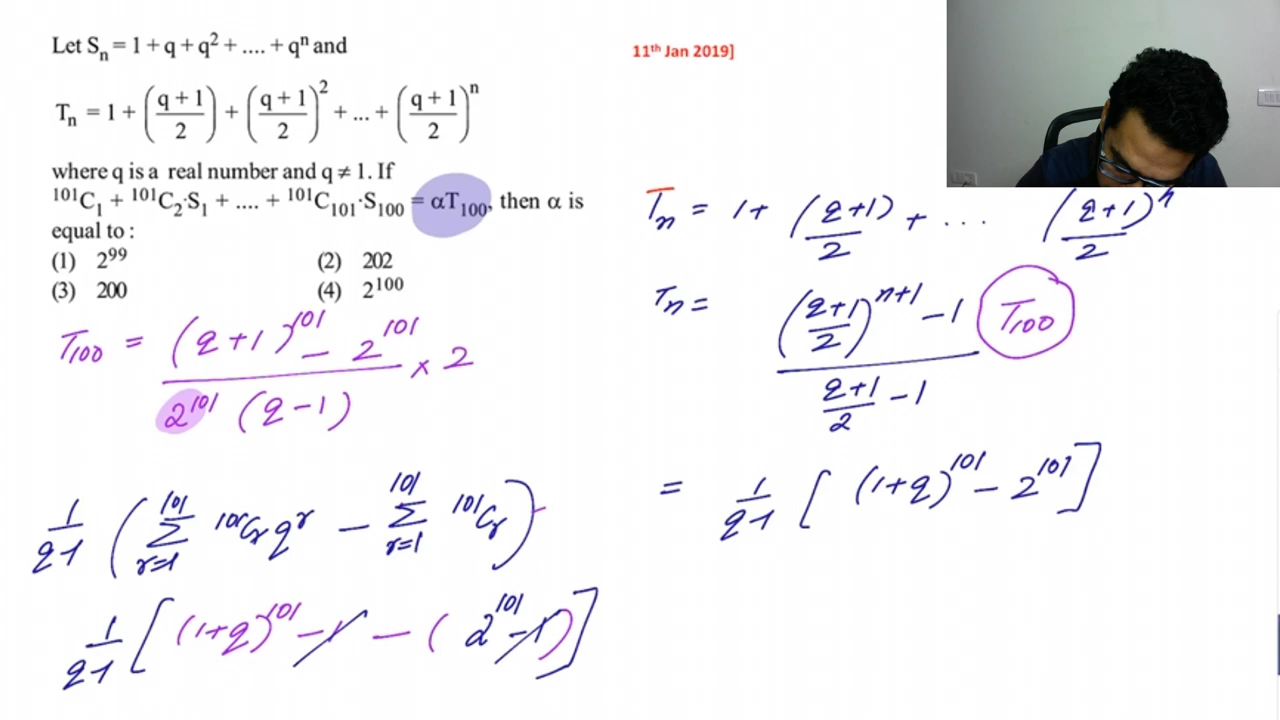 Let Sₙ = 1 + q + q² + .... + qⁿ and
Tₙ = 1 + ((q + 1)/2) + ((q + 1)/2)² + ... + ((q + 1)/2)ⁿ
where q is a real number and q ≠ 1. If
¹⁰¹C₁ + ¹⁰¹C₂·S₁ + .... + ¹⁰¹C₁₀₁·S₁₀₀ = αT₁₀₀, then α is
equal to :
(1) 2⁹⁹ (2) 202
(3) 200 (4) 2¹⁰⁰
T₁₀₀ = ((q+1)¹⁰¹ - 2¹⁰¹)/(2¹⁰¹ (q-1)) × 2
1/(q-1) ( ¹⁰¹Σr=1 ¹⁰¹Cr qʳ - ¹⁰¹Σr=1 ¹⁰¹Cr )
1/(q-1) [ (1+q)¹⁰¹ - 1 - ( 2¹⁰¹ - 1 ) ]
11th Jan 2019]
Tₙ = 1 + (q+1)/2 + ... ((q+1)/2)ⁿ
Tₙ = (((q+1)/2)ⁿ⁺¹ - 1)/((q+1)/2 - 1) T₁₀₀
= 1/(q-1) [ (1+q)¹⁰¹ - 2¹⁰¹ ]